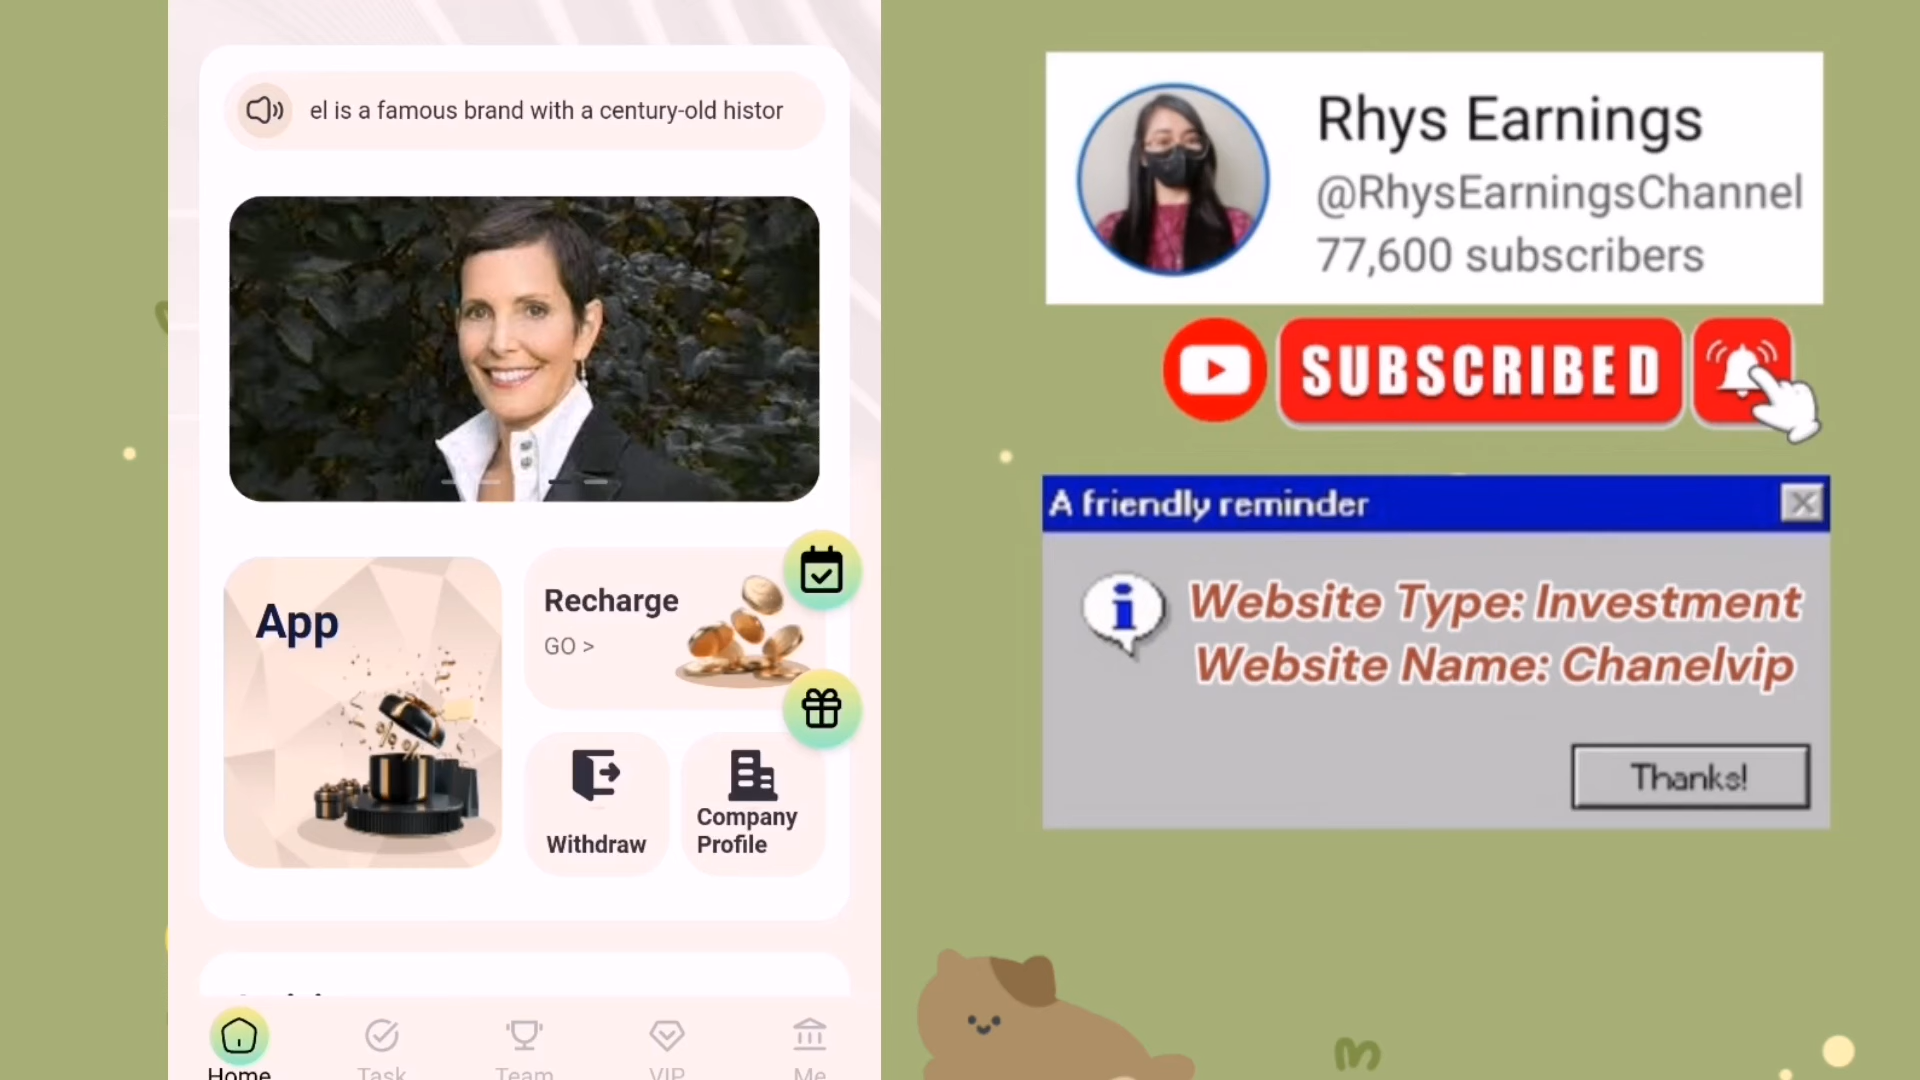 el is a famous brand with a century-old histor
App
Recharge
GO >
Withdraw
Company
Profile
Home
Task
Team
VIP
Me
Rhys Earnings
@RhysEarningsChannel
77,600 subscribers
SUBSCRIBED
A friendly reminder
Website Type: Investment
Website Name: Chanelvip
Thanks!